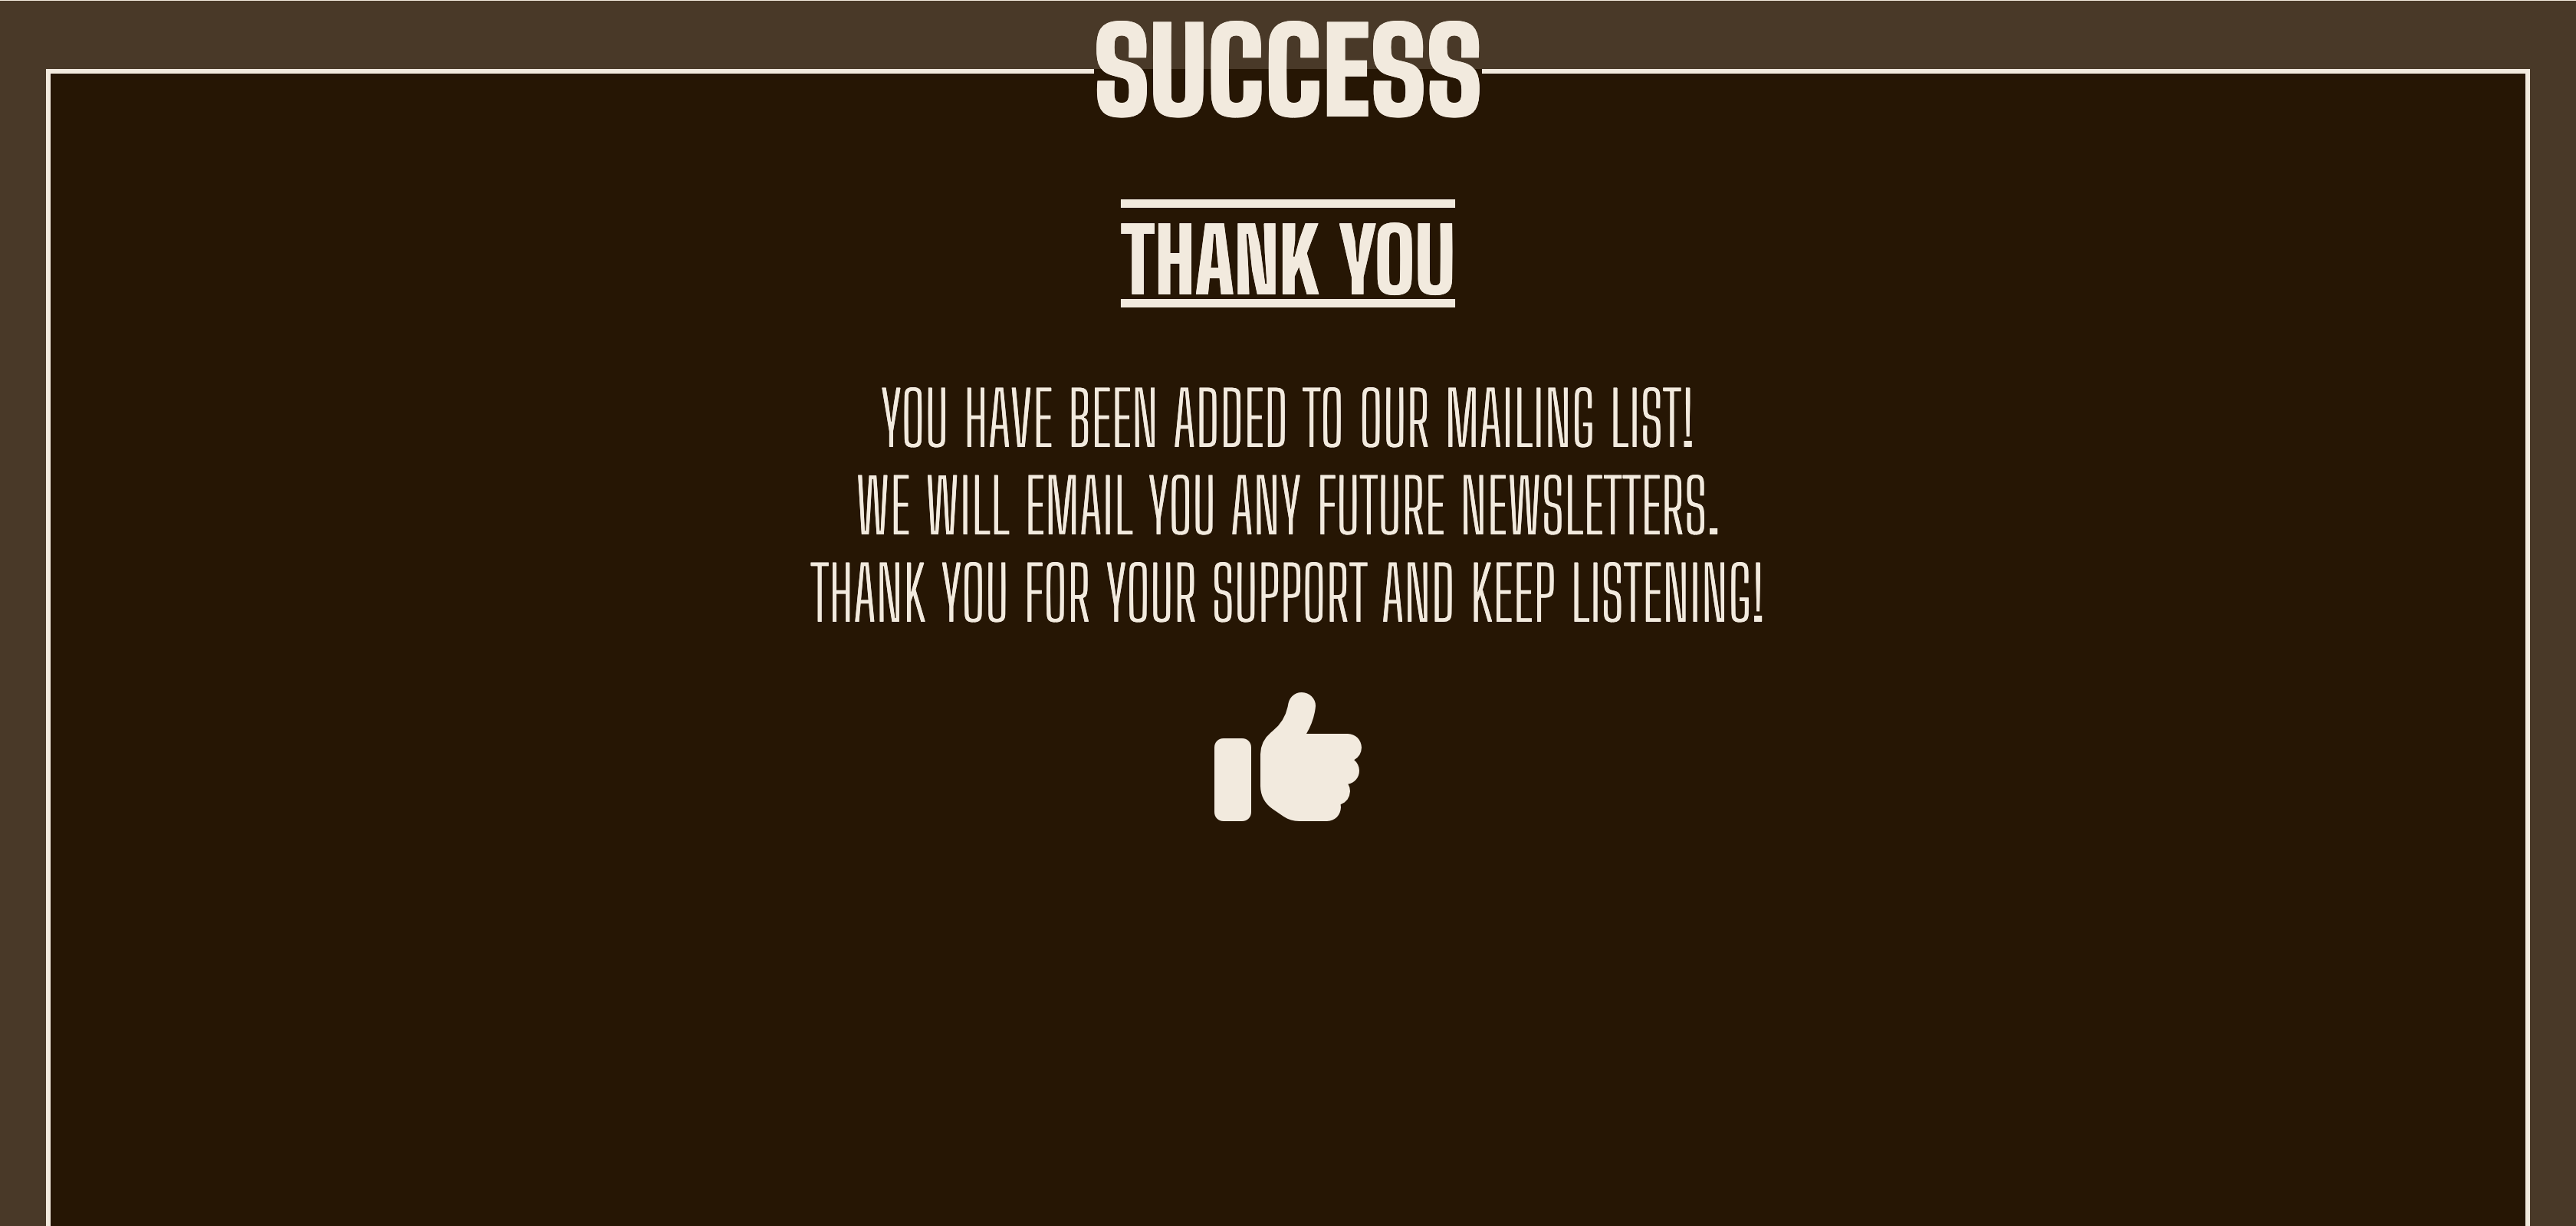 SUCCESS
THANK YOU
YOU HAVE BEEN ADDED TO OUR MAILING LIST!
WE WILL EMAIL YOU ANY FUTURE NEWSLETTERS.
THANK YOU FOR YOUR SUPPORT AND KEEP LISTENING!